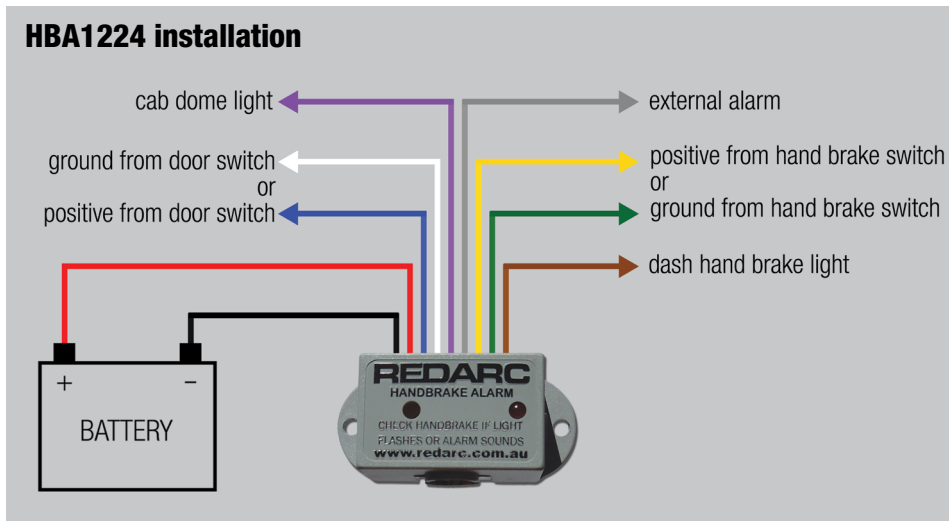 HBA1224 installation
cab dome light
external alarm
ground from door switch
or
positive from door switch
positive from hand brake switch
or
ground from hand brake switch
dash hand brake light
+ -
BATTERY
REDARC
HANDBRAKE ALARM
CHECK HANDBRAKE IF LIGHT
FLASHES OR ALARM SOUNDS
www.redarc.com.au